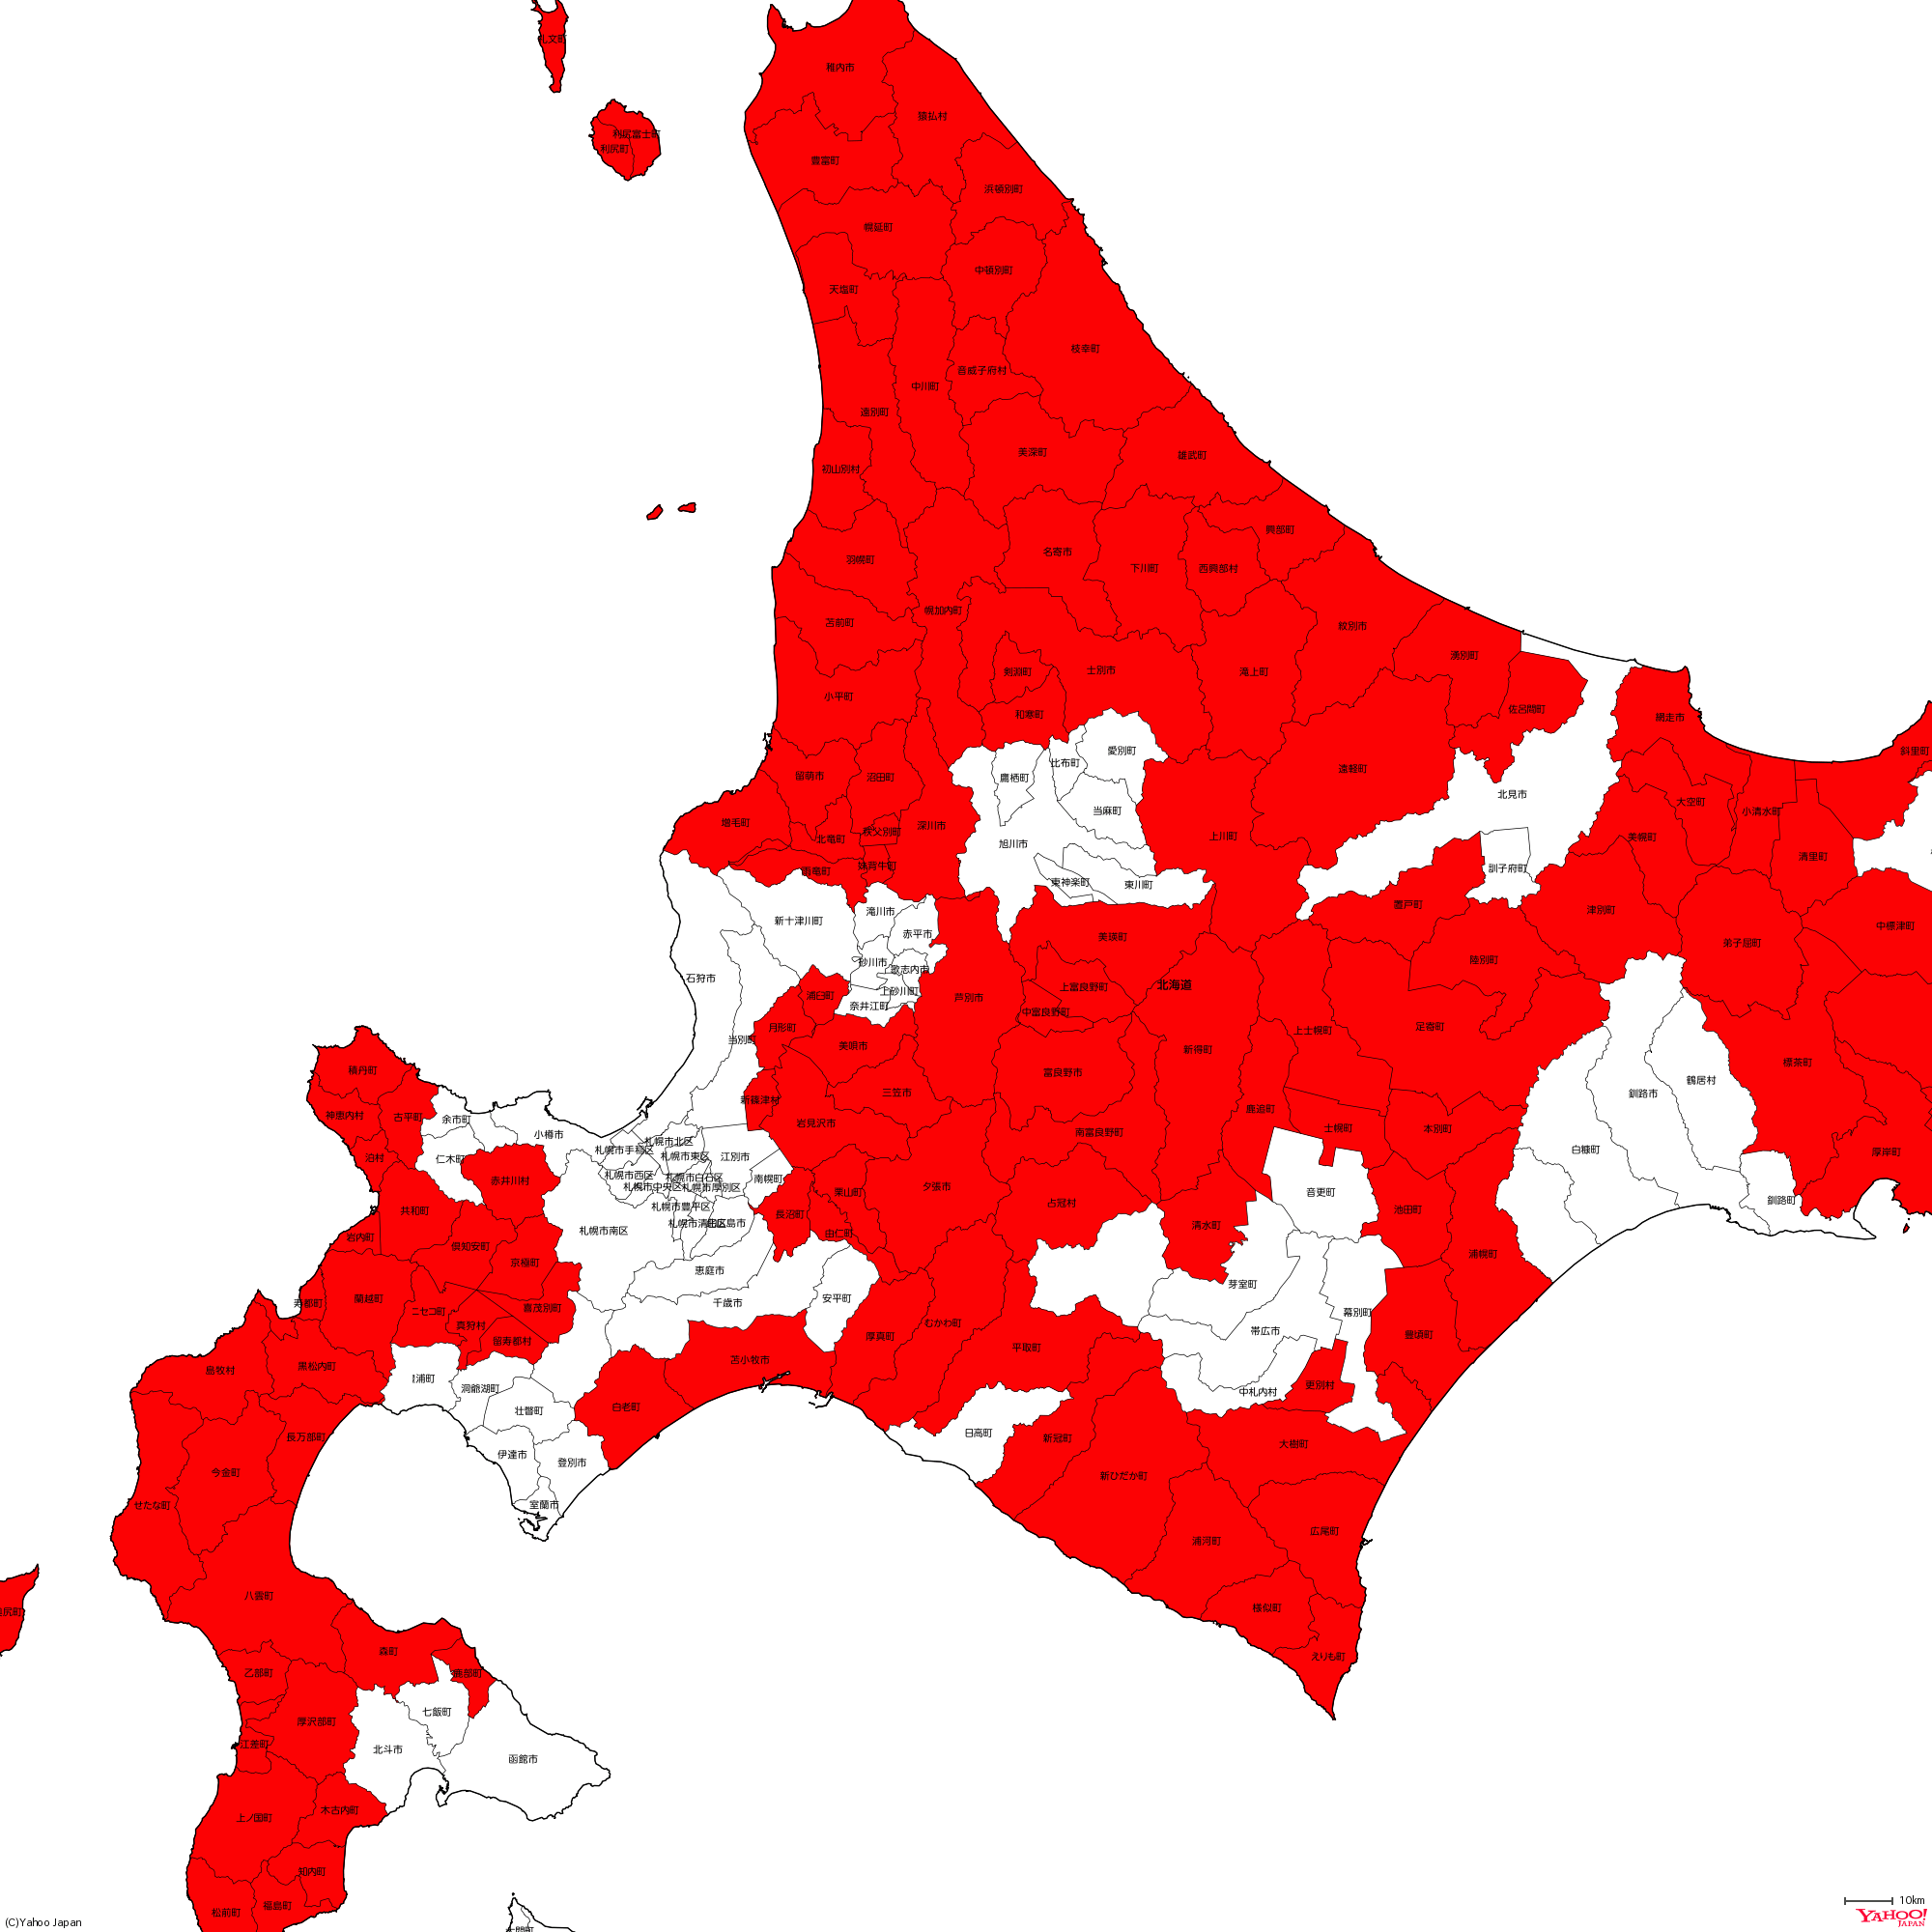 礼文町
稚内市
猿払村
利尻富士町
利尻町
豊富町
浜頓別町
幌延町
中頓別町
天塩町
枝幸町
音威子府村
中川町
遠別町
美深町
雄武町
初山別村
興部町
名寄市
羽幌町
下川町
西興部村
幌加内町
苫前町
紋別市
湧別町
剣淵町
士別市
滝上町
小平町
佐呂間町
和寒町
網走市
愛別町
斜里町
比布町
遠軽町
留萌市
沼田町
鷹栖町
北見市
大空町
当麻町
小清水町
増毛町
深川市
秩父別町
上川町
北竜町
美幌町
旭川市
清里町
妹背牛町
雨竜町
釧子府町
東神楽町
東川町
置戸町
滝川市
津別町
新十津川町
赤平市
中標津町
美瑛町
弟子屈町
砂川市
陸別町
歌志内市
石狩市
北海道
上富良野町
上砂川町
浦臼町
芦別市
奈井江町
中富良野町
月形町
足寄町
上士幌町
当別町
美唄市
新得町
標茶町
積丹町
富良野市
鶴居村
三笠市
釧路市
新篠津村
鹿追町
神恵内村
古平町
余市町
岩見沢市
士幌町
本別町
小樽市
南富良野町
札幌市北区
札幌市手稲区
白糠町
厚岸町
札幌市東区
江別市
泊村
仁木町
札幌市西区
札幌市白石区
南幌町
赤井川村
札幌市中央区
札幌市厚別区
夕張市
栗山町
音更町
釧路町
占冠村
札幌市豊平区
共和町
池田町
長沼町
札幌市清田区
北広島市
清水町
札幌市南区
由仁町
岩内町
倶知安町
浦幌町
京極町
恵庭市
芽室町
蘭越町
安平町
千歳市
寿都町
喜茂別町
ニセコ町
幕別町
むかわ町
真狩村
帯広市
豊頃町
厚真町
留寿都村
平取町
苫小牧市
黒松内町
島牧村
浦町
更別村
洞爺湖町
中札内村
白老町
壮瞥町
日高町
長万部町
新冠町
大樹町
伊達市
登別市
今金町
新ひだか町
室蘭市
せたな町
広尾町
浦河町
八雲町
様似町
尻町
森町
えりも町
乙部町
鹿部町
七飯町
厚沢部町
江差町
北斗市
函館市
木古内町
上ノ国町
知内町
福島町
松前町
10km
YAHOO!
JAPAN
(C)Yahoo Japan